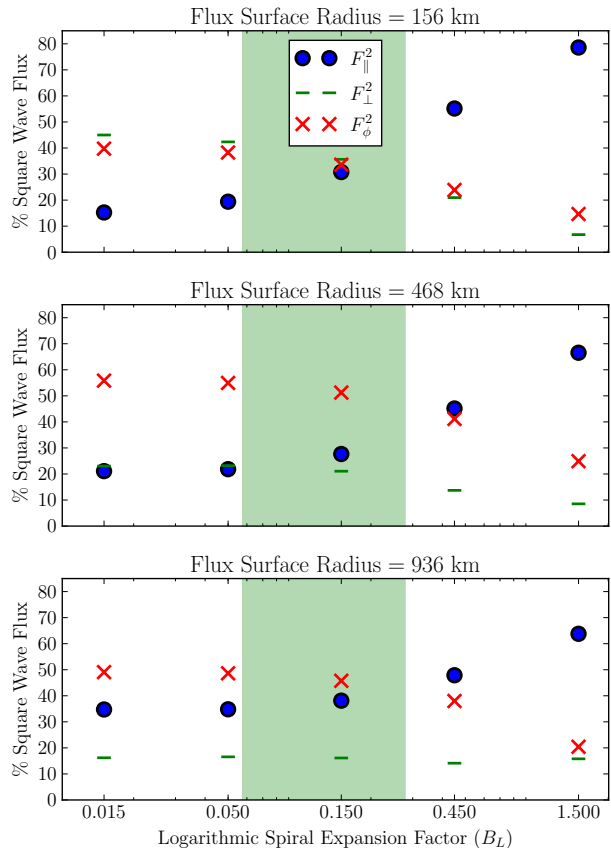 Flux Surface Radius = 156 km
% Square Wave Flux
80
70
60
50
40
30
20
10
0
F∥²
F⊥²
Fϕ²
Flux Surface Radius = 468 km
% Square Wave Flux
80
70
60
50
40
30
20
10
0
Flux Surface Radius = 936 km
% Square Wave Flux
80
70
60
50
40
30
20
10
0
0.015 0.050 0.150 0.450 1.500
Logarithmic Spiral Expansion Factor (B_L)